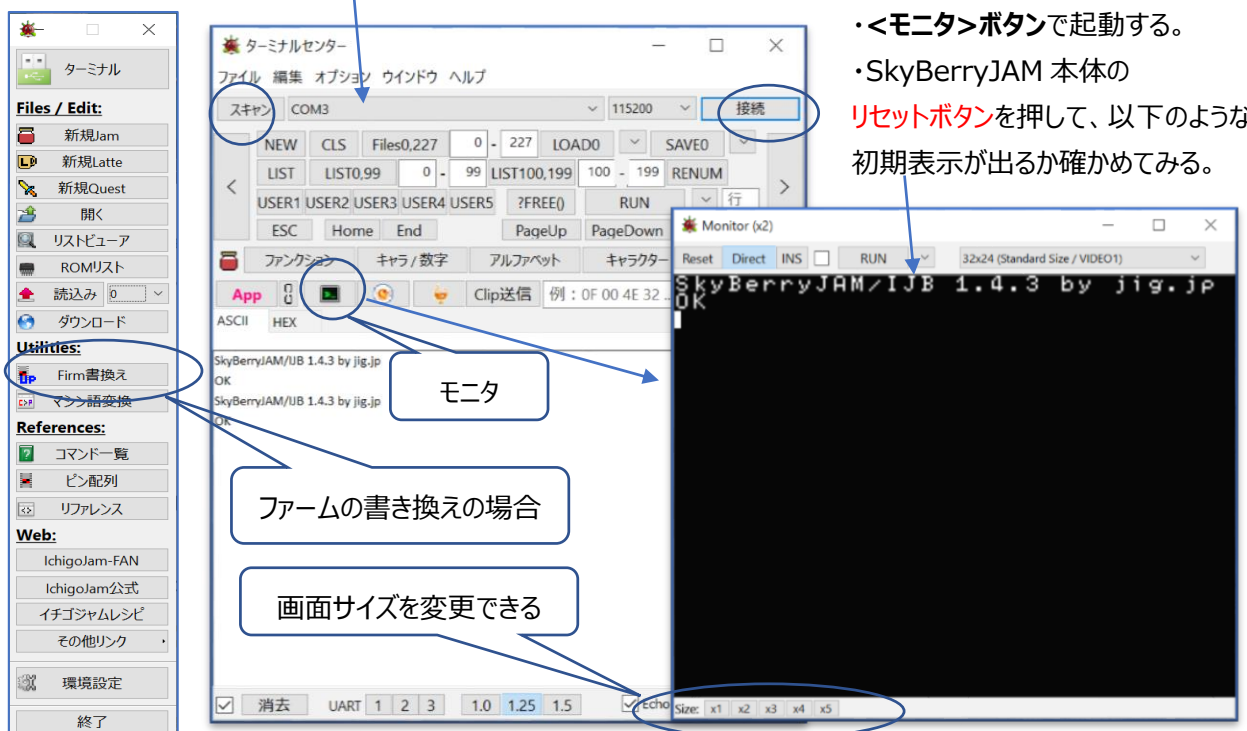 ターミナル
Files / Edit:
新規Jam
新規Latte
新規Quest
開く
リストビューア
ROMリスト
読込み 0
ダウンロード
Utilities:
Firm書換え
マシン語変換
References:
コマンド一覧
ピン配列
リファレンス
Web:
IchigoJam-FAN
IchigoJam公式
イチゴジャムレシピ
その他リンク
環境設定
終了
ターミナルセンター
ファイル 編集 オプション ウインドウ ヘルプ
スキャン COM3 115200 接続
NEW CLS Files0,227 0 - 227 LOAD0 SAVE0
LIST LIST0,99 0 - 99 LIST100,199 100 - 199 RENUM
USER1 USER2 USER3 USER4 USER5 ?FREE() RUN 行
ESC Home End PageUp PageDown
ファンクション キャラ/数字 アルファベット キャラクター
App Clip送信 例：0F 00 4E 32 ..
ASCII HEX
SkyBerryJAM/IJB 1.4.3 by jig.jp
OK
SkyBerryJAM/IJB 1.4.3 by jig.jp
OK
モニタ
ファームの書き換えの場合
画面サイズを変更できる
消去 UART 1 2 3 1.0 1.25 1.5 Echo
・<モニタ>ボタンで起動する。
・SkyBerryJAM 本体の
リセットボタンを押して、以下のような
初期表示が出るか確かめてみる。
Monitor (x2)
Reset Direct INS RUN 32x24 (Standard Size / VIDEO1)
SkyBerryJAM/IJB 1.4.3 by jig.jp
OK
Size: x1 x2 x3 x4 x5